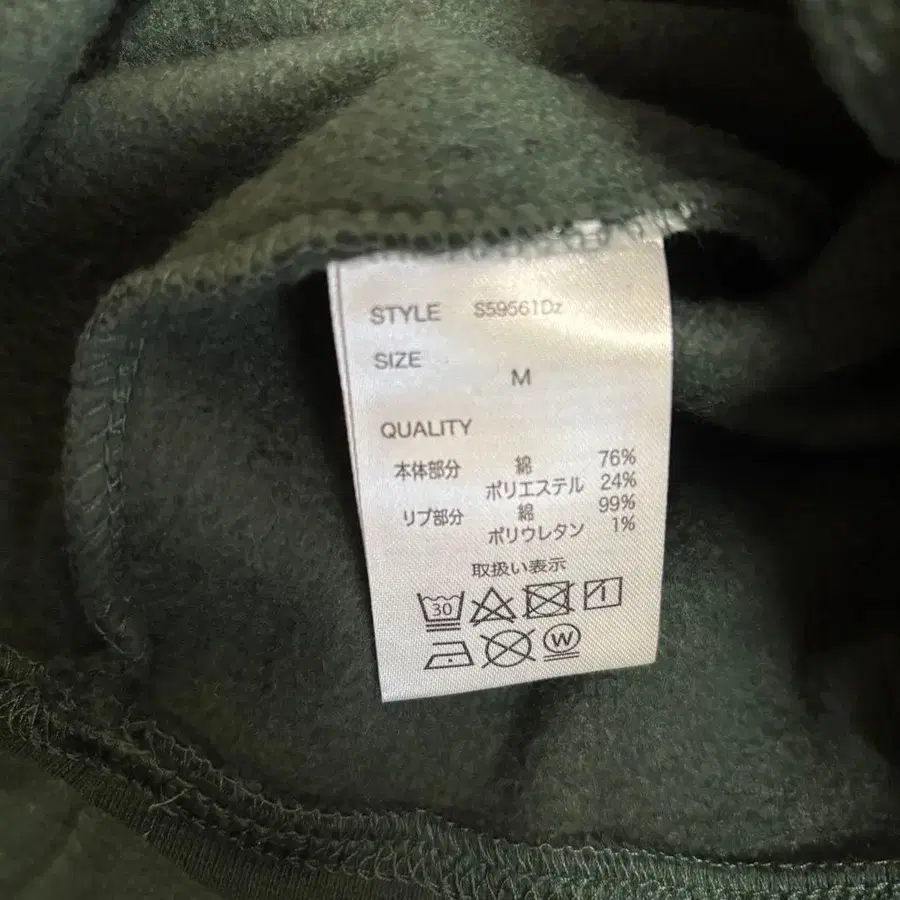 STYLE S59561Dz
SIZE
M
QUALITY
本体部分 綿 76%
ポリエステル 24%
リブ部分 綿 99%
ポリウレタン 1%
取扱い表示
30
W